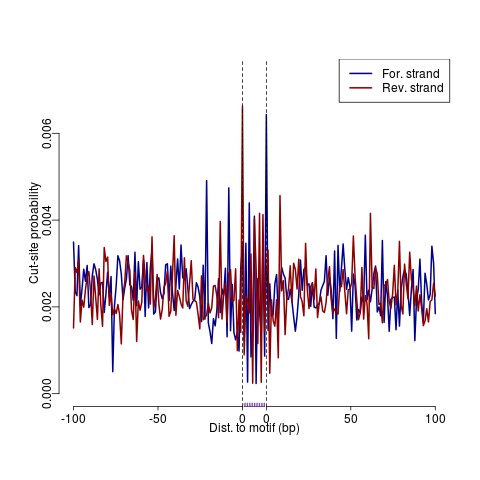 For. strand
Rev. strand
Cut-site probability
0.006
0.004
0.002
0.000
-100 -50 0 0 50 100
Dist. to motif (bp)